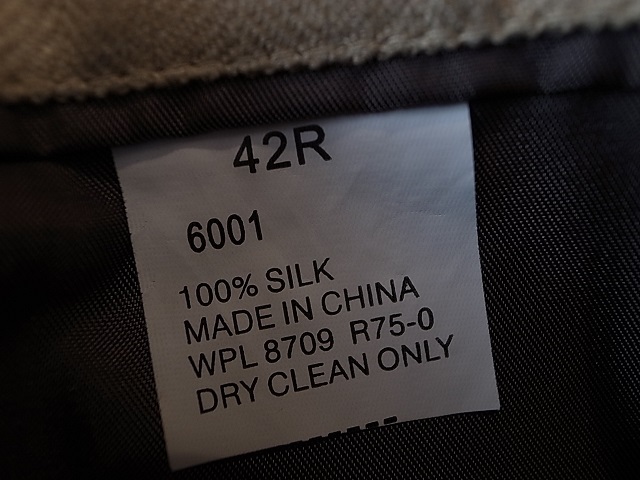 42R
6001
100% SILK
MADE IN CHINA
WPL 8709 R75-0
DRY CLEAN ONLY